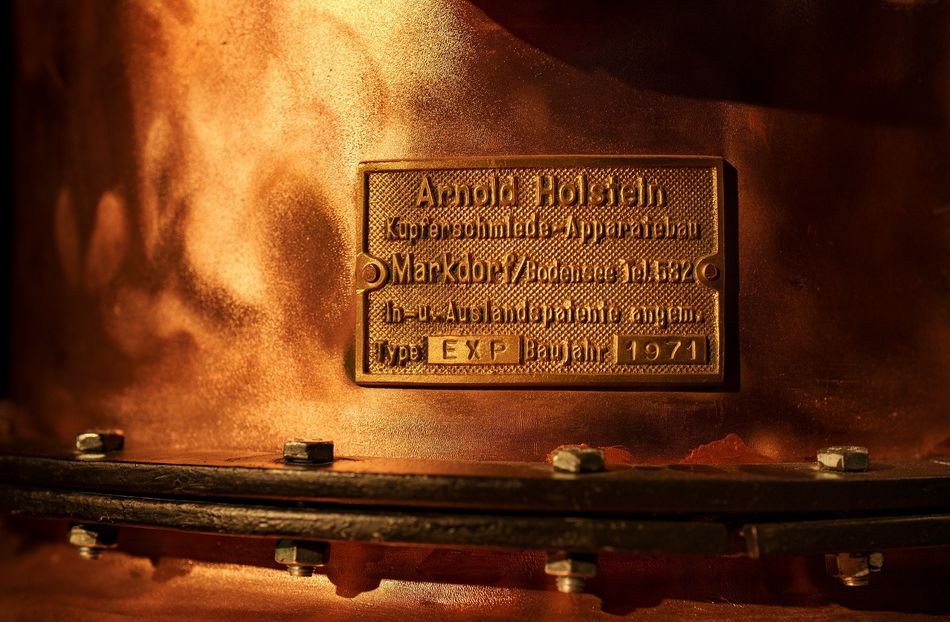 Arnold Holstein
Kupferschmiede-Apparatebau
Markdorf/Bodensee Tel.532
In-u.-Auslandspatente angem.
Type EXP Baujahr 1971